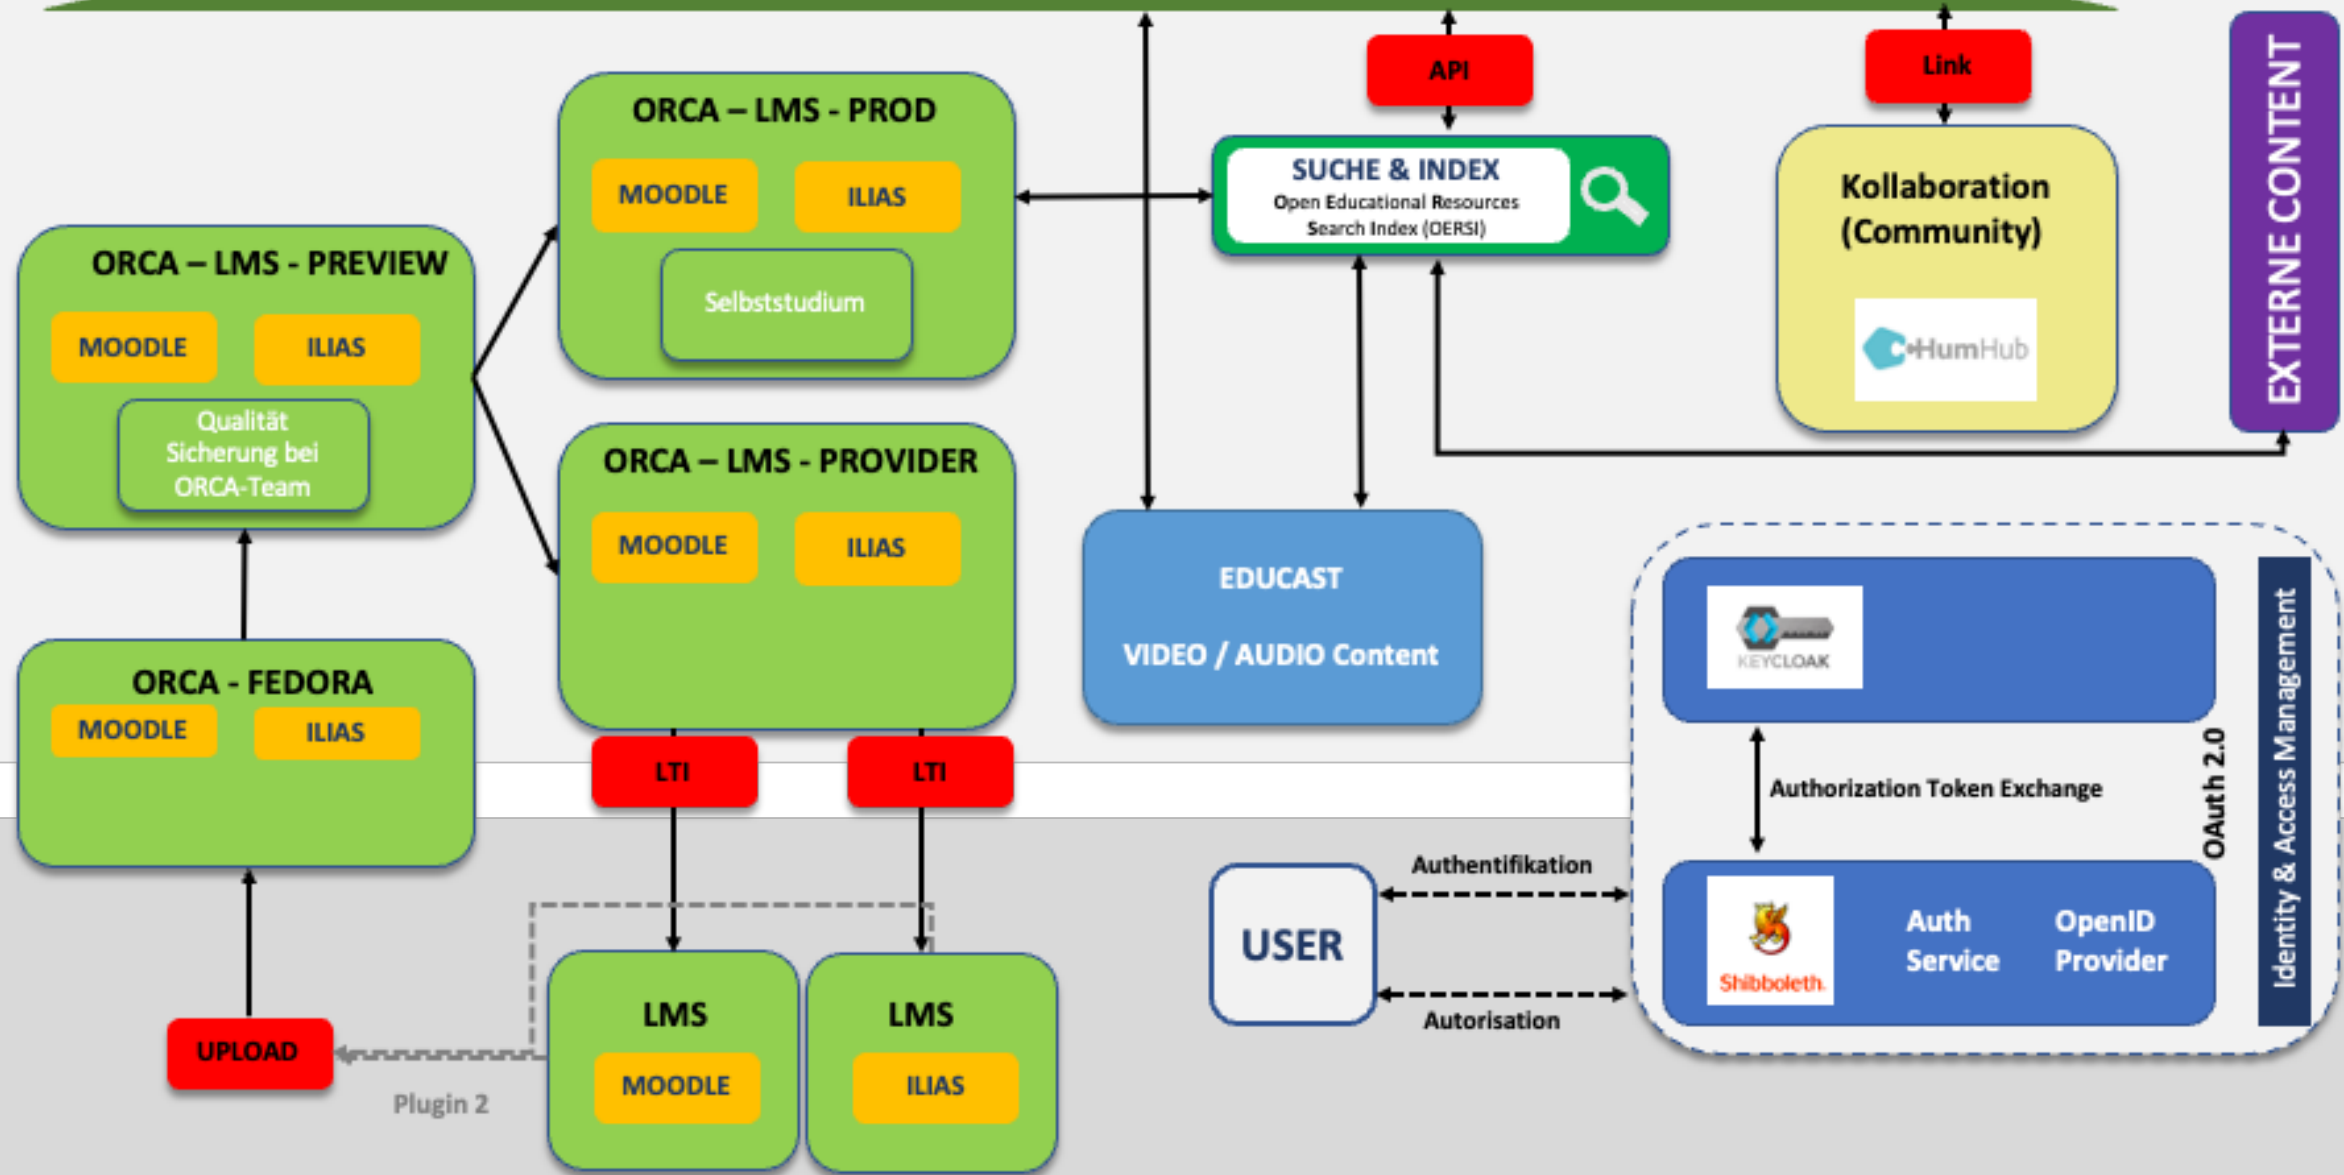 API
Link
EXTERNE CONTENT
ORCA – LMS - PROD
MOODLE
ILIAS
Selbststudium
SUCHE & INDEX
Open Educational Resources
Search Index (OERSI)
Kollaboration
(Community)
HumHub
ORCA – LMS - PREVIEW
MOODLE
ILIAS
Qualität
Sicherung bei
ORCA-Team
ORCA – LMS - PROVIDER
MOODLE
ILIAS
EDUCAST
VIDEO / AUDIO Content
KEYCLOAK
Identity & Access Management
ORCA - FEDORA
MOODLE
ILIAS
LTI
LTI
Authorization Token Exchange
OAuth 2.0
USER
Authentifikation
Autorisation
Shibboleth.
Auth
Service
OpenID
Provider
UPLOAD
Plugin 2
LMS
MOODLE
LMS
ILIAS